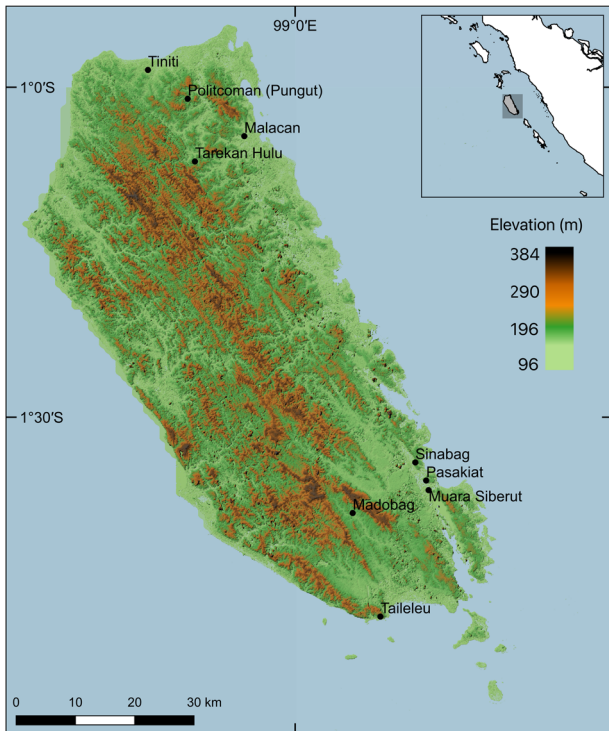 99°0'E
Tiniti
1°0'S
Politcoman (Pungut)
Malacan
Tarekan Hulu
Elevation (m)
384
290
196
96
1°30'S
Sinabag
Pasakiat
Muara Siberut
Madobag
Taileleu
0 10 20 30 km